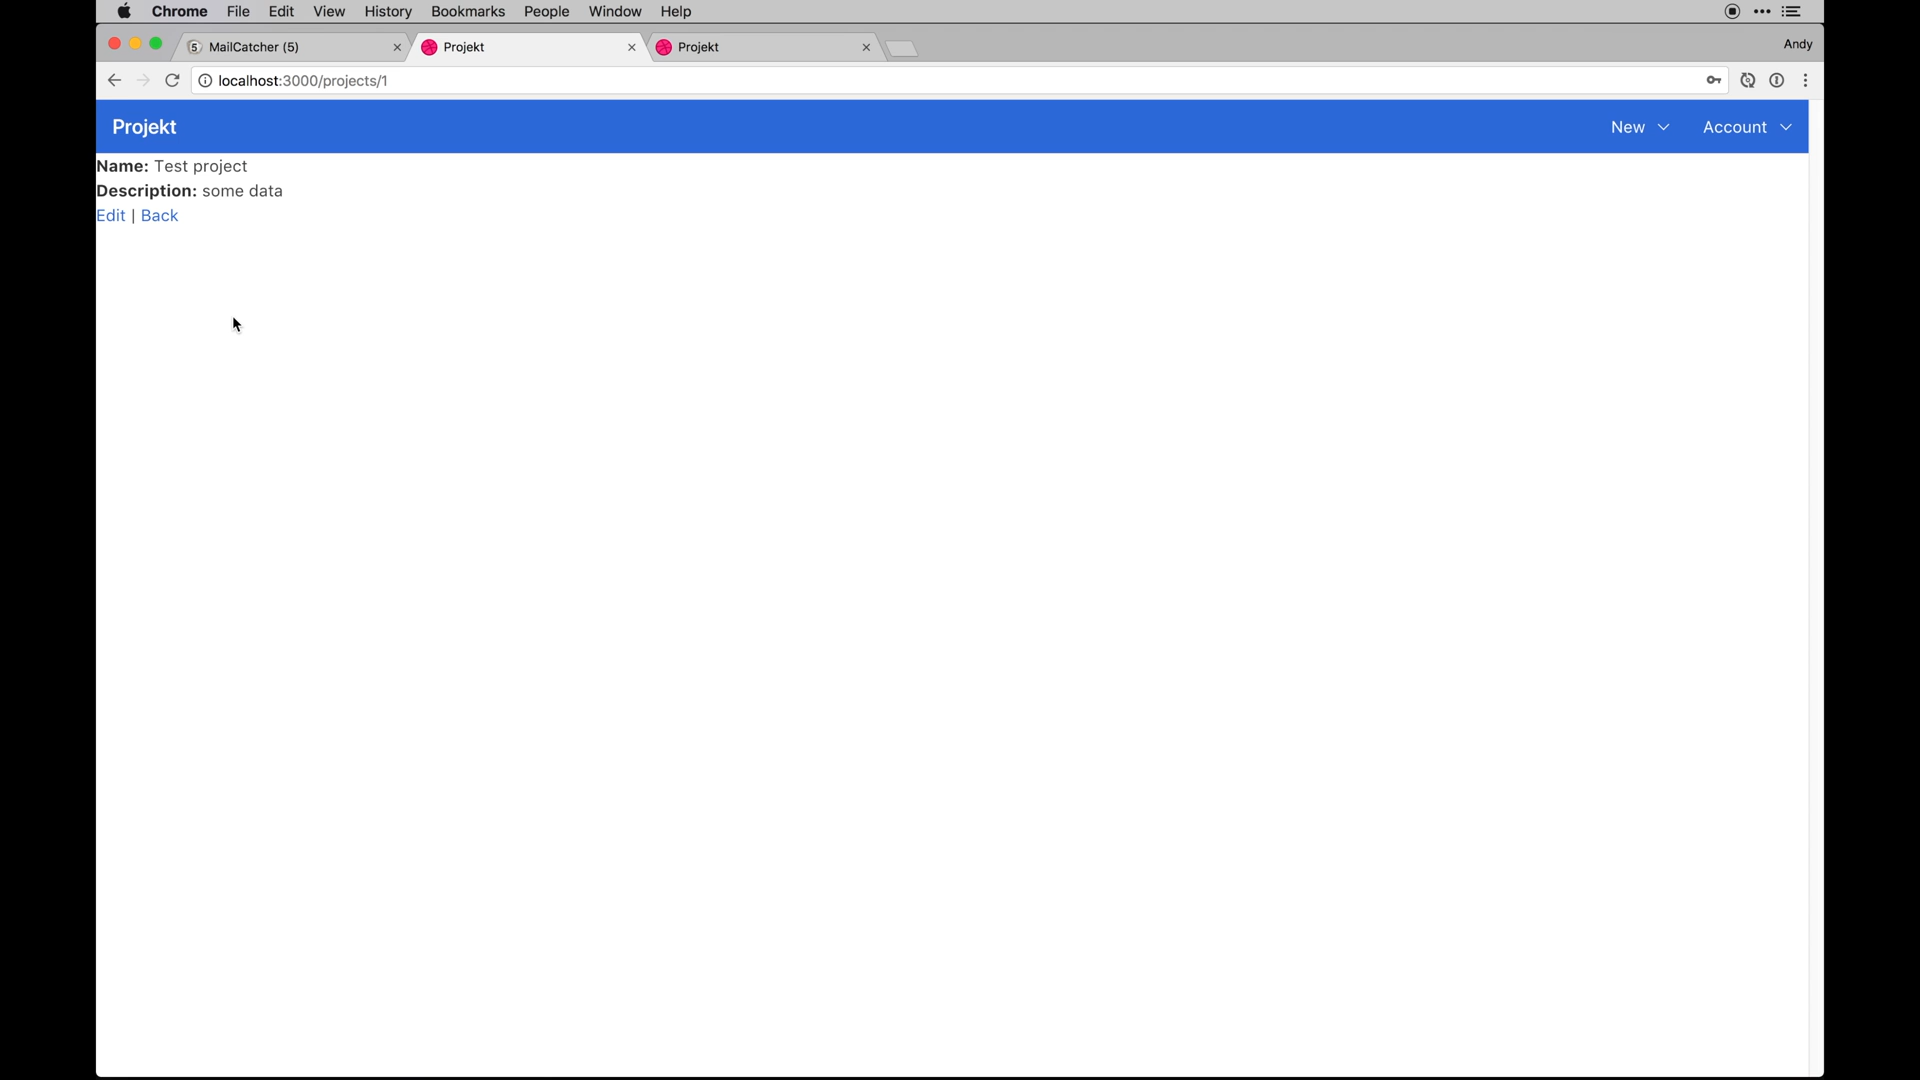 Chrome File Edit View History Bookmarks People Window Help
5 MailCatcher (5) Projekt Projekt Andy
localhost:3000/projects/1
Projekt New Account
Name: Test project
Description: some data
Edit | Back